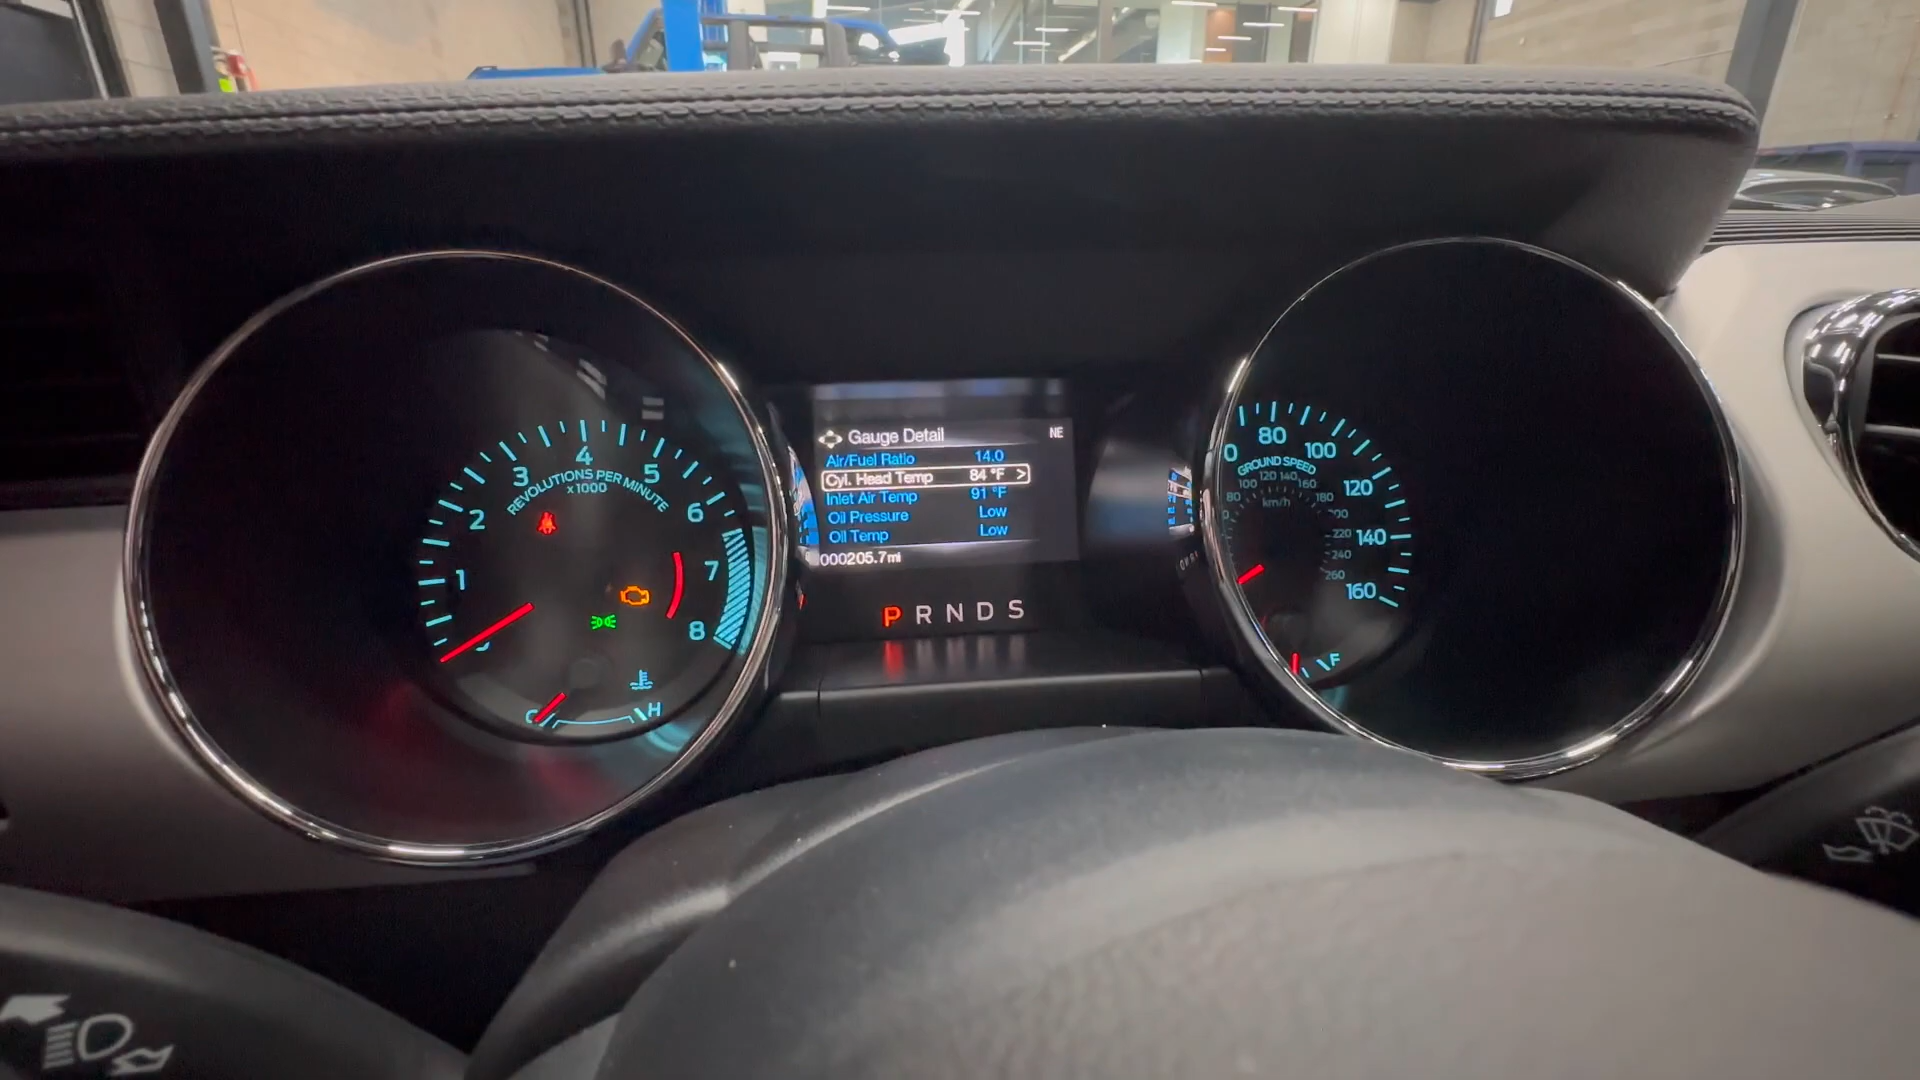 Gauge Detail
NE
Air/Fuel Ratio 14.0
Cyl. Head Temp 84 °F >
Inlet Air Temp 91 °F
Oil Pressure Low
Oil Temp Low
000205.7mi
P R N D S
1
2
3
4
5
6
7
8
REVOLUTIONS PER MINUTE
x1000
C
H
0
80
100
120
140
160
GROUND SPEED
80
100
120
140
160
180
200
220
240
260
km/h
F